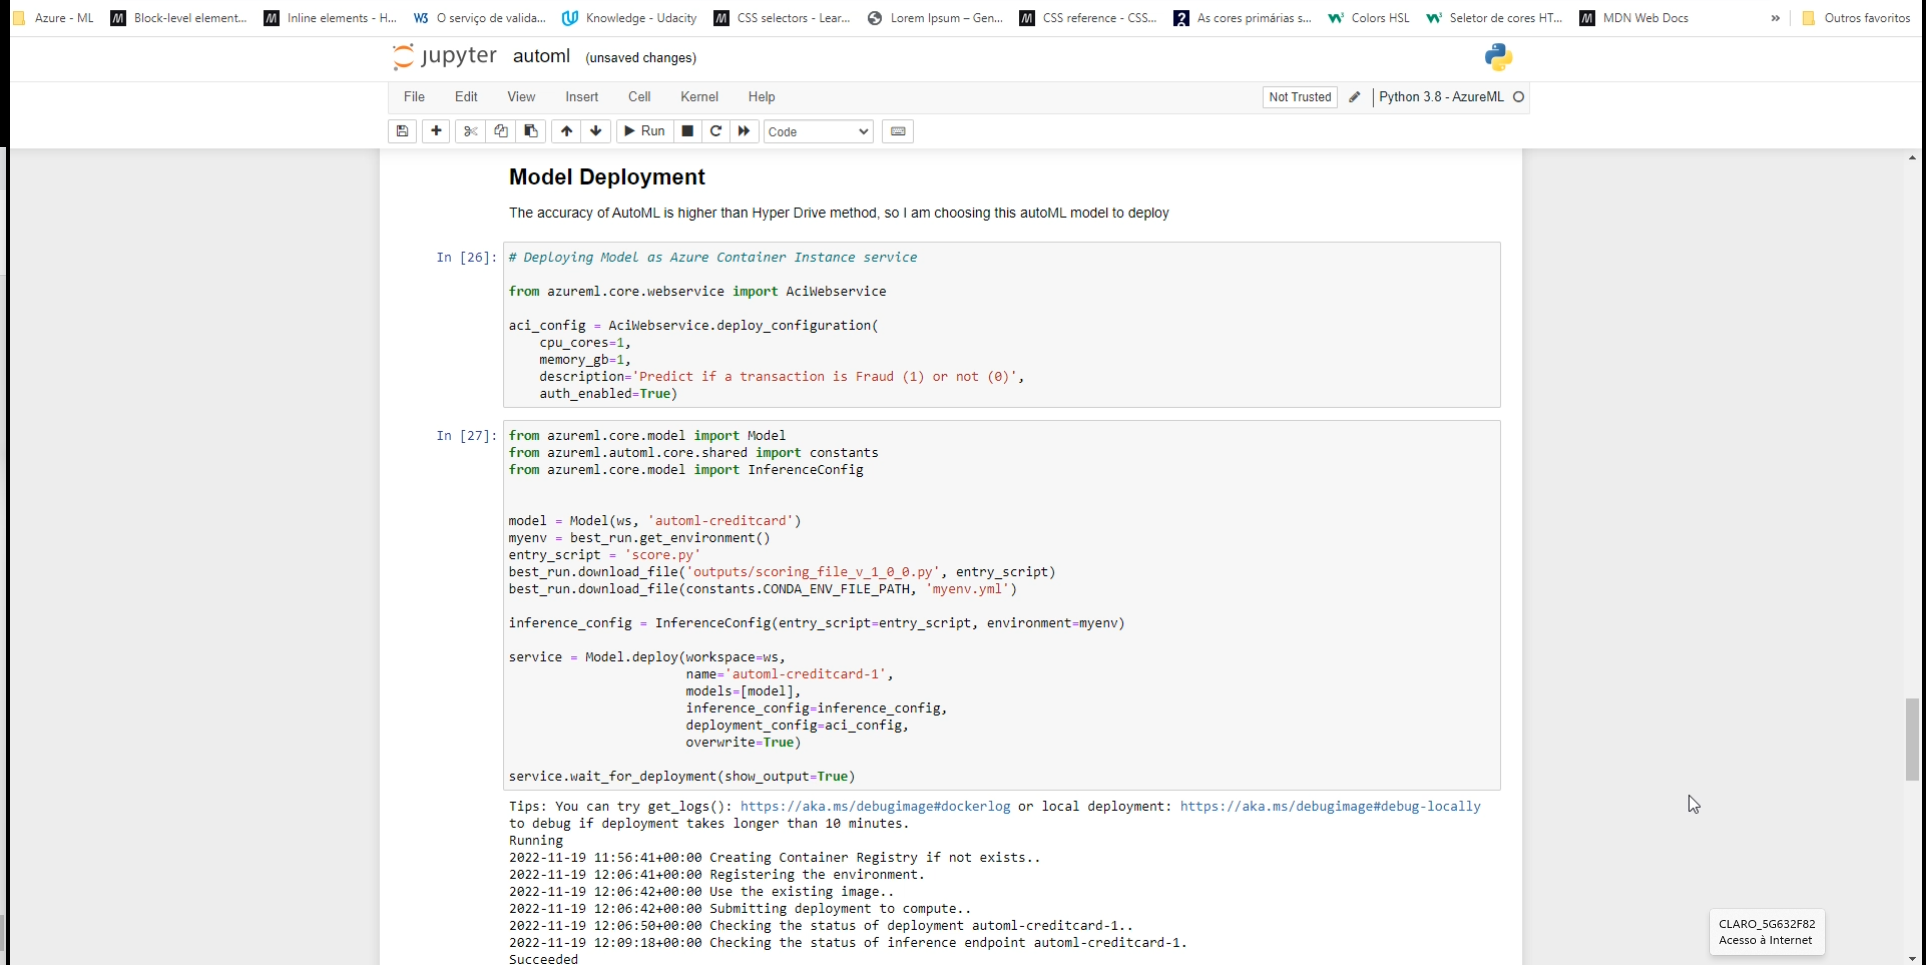 Azure - ML
Block-level element...
Inline elements - H...
O serviço de valida...
Knowledge - Udacity
CSS selectors - Lear...
Lorem Ipsum – Gen...
CSS reference - CSS...
As cores primárias s...
Colors HSL
Seletor de cores HT...
MDN Web Docs
»
Outros favoritos
jupyter automl (unsaved changes)
File Edit View Insert Cell Kernel Help
Not Trusted
Python 3.8 - AzureML
Run
Code
Model Deployment
The accuracy of AutoML is higher than Hyper Drive method, so I am choosing this autoML model to deploy
In [26]:
# Deploying Model as Azure Container Instance service
from azureml.core.webservice import AciWebservice
aci_config = AciWebservice.deploy_configuration(
    cpu_cores=1,
    memory_gb=1,
    description='Predict if a transaction is Fraud (1) or not (0)',
    auth_enabled=True)
In [27]:
from azureml.core.model import Model
from azureml.automl.core.shared import constants
from azureml.core.model import InferenceConfig
model = Model(ws, 'automl-creditcard')
myenv = best_run.get_environment()
entry_script = 'score.py'
best_run.download_file('outputs/scoring_file_v_1_0_0.py', entry_script)
best_run.download_file(constants.CONDA_ENV_FILE_PATH, 'myenv.yml')
inference_config = InferenceConfig(entry_script=entry_script, environment=myenv)
service = Model.deploy(workspace=ws,
                       name='automl-creditcard-1',
                       models=[model],
                       inference_config=inference_config,
                       deployment_config=aci_config,
                       overwrite=True)
service.wait_for_deployment(show_output=True)
Tips: You can try get_logs(): https://aka.ms/debugimage#dockerlog or local deployment: https://aka.ms/debugimage#debug-locally
to debug if deployment takes longer than 10 minutes.
Running
2022-11-19 11:56:41+00:00 Creating Container Registry if not exists..
2022-11-19 12:06:41+00:00 Registering the environment.
2022-11-19 12:06:42+00:00 Use the existing image..
2022-11-19 12:06:42+00:00 Submitting deployment to compute..
2022-11-19 12:06:50+00:00 Checking the status of deployment automl-creditcard-1..
2022-11-19 12:09:18+00:00 Checking the status of inference endpoint automl-creditcard-1.
Succeeded
CLARO_5G632F82
Acesso à Internet